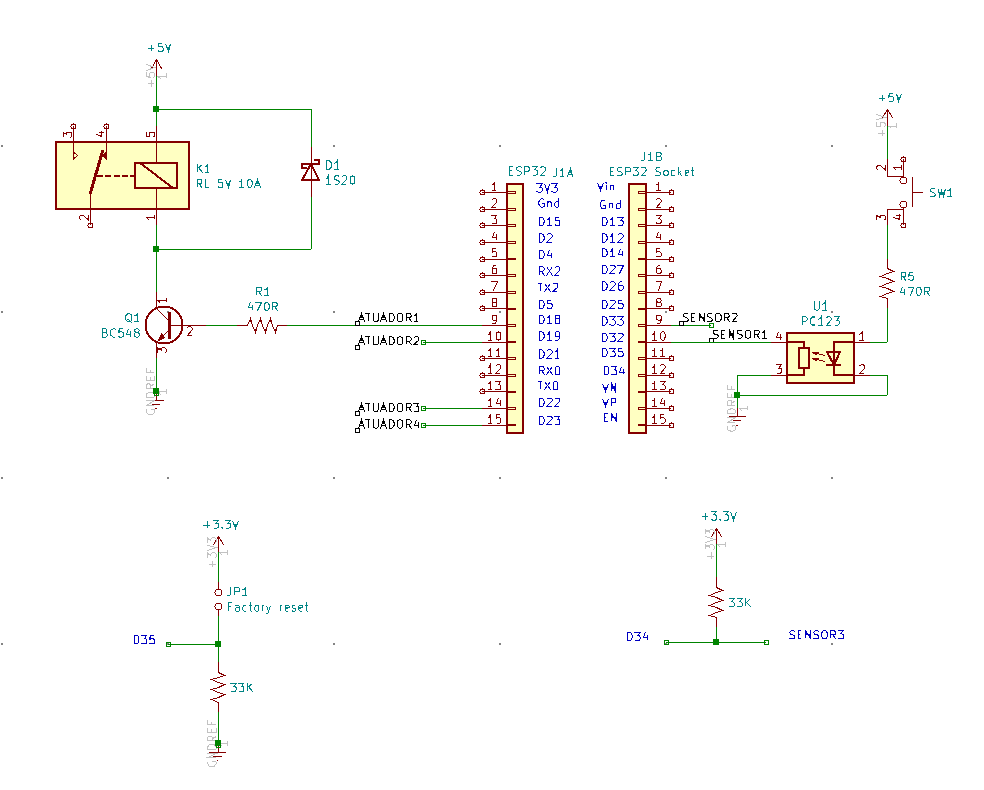 +5V
+5V
1
3
4
5
K1
RL 5V 10A
2
1
D1
1S20
Q1
BC548
1
2
3
R1
470R
GNDREF
1
ATUADOR1
ATUADOR2
ATUADOR3
ATUADOR4
ESP32 J1A
1 3V3
2 Gnd
3 D15
4 D2
5 D4
6 RX2
7 TX2
8 D5
9 D18
10 D19
11 D21
12 RX0
13 TX0
14 D22
15 D23
J1B
ESP32 Socket
Vin 1
Gnd 2
D13 3
D12 4
D14 5
D27 6
D26 7
D25 8
D33 9
D32 10
D35 11
D34 12
VN 13
VP 14
EN 15
SENSOR2
SENSOR1
+5V
+5V
1
2
1
SW1
3
4
R5
470R
U1
PC123
4
1
3
2
GNDREF
1
+3.3V
+3V3
1
JP1
Factory reset
D35
33K
GNDREF
1
+3.3V
+3V3
1
33K
D34
SENSOR3